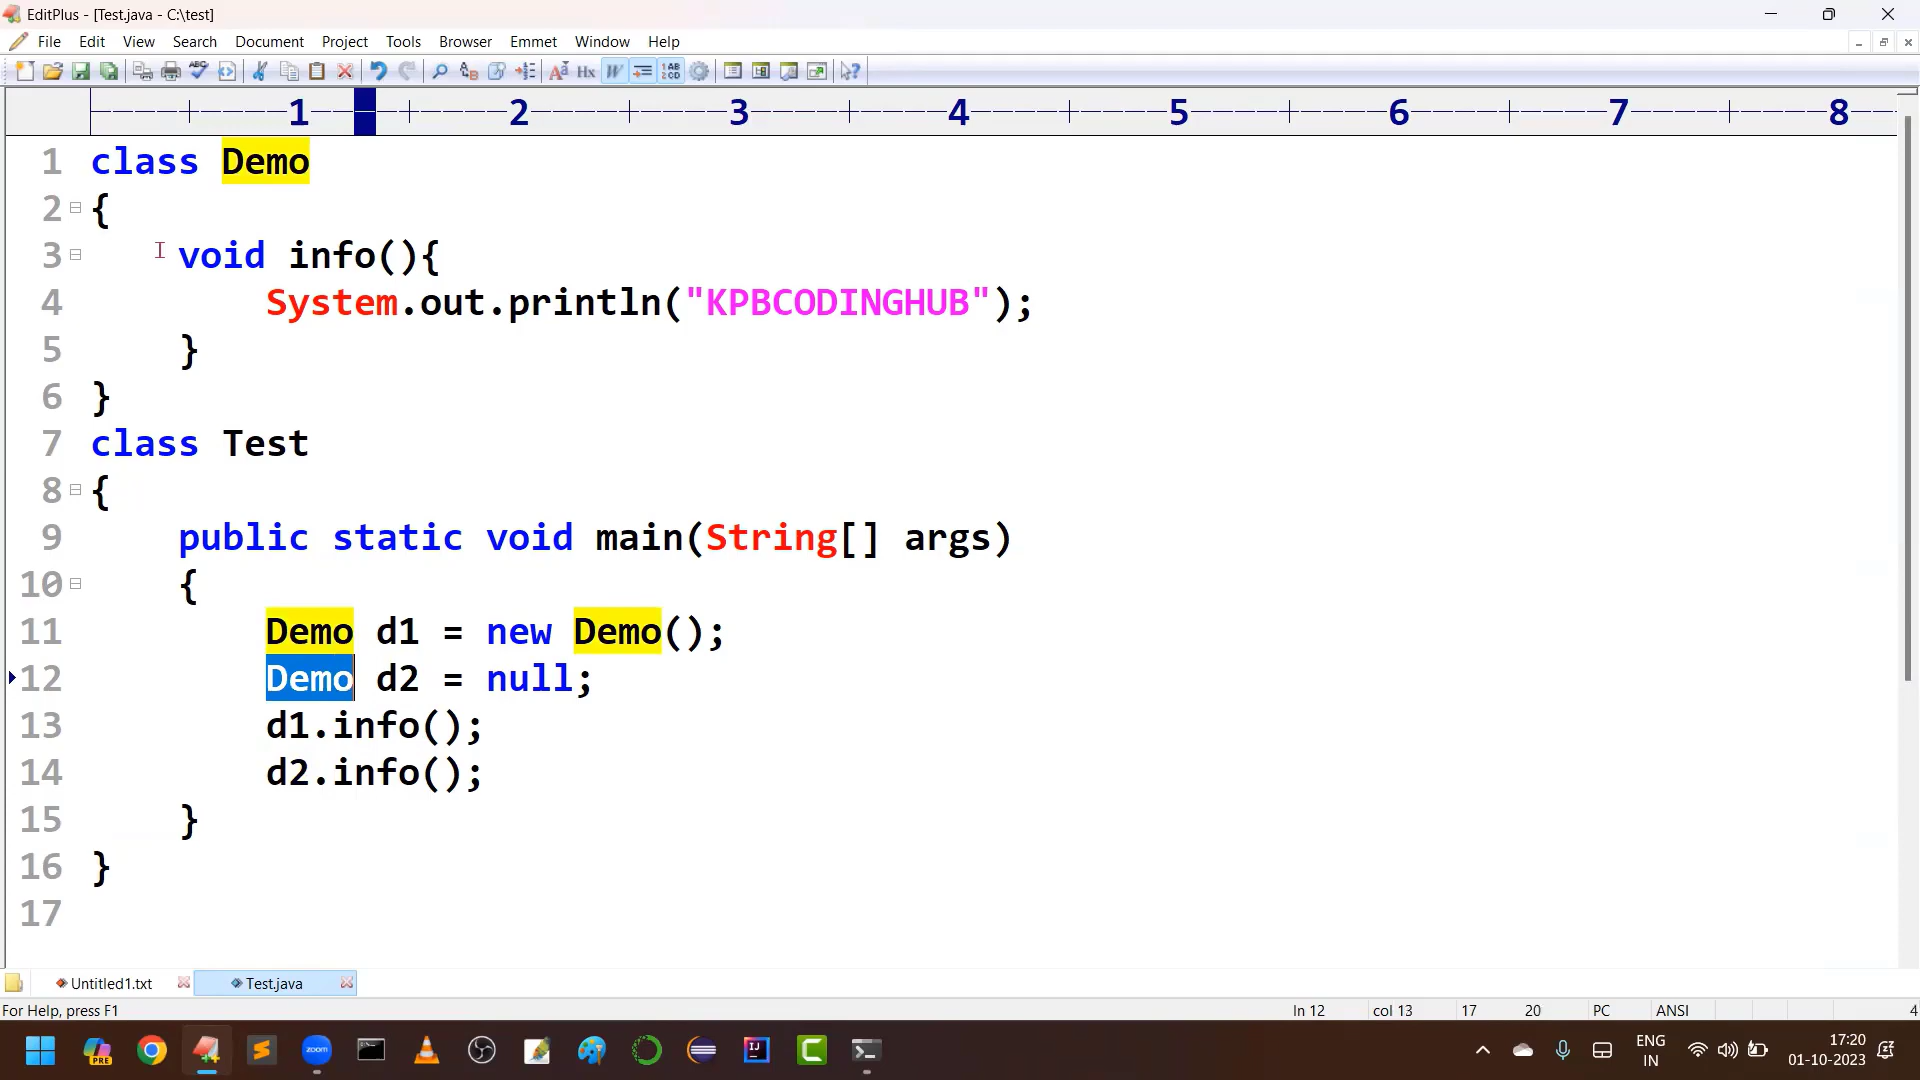 EditPlus - [Test.java - C:\test]
File Edit View Search Document Project Tools Browser Emmet Window Help
1 2 3 4 5 6 7 8
1 class Demo
2 {
3 void info(){
4 System.out.println("KPBCODINGHUB");
5 }
6 }
7 class Test
8 {
9 public static void main(String[] args)
10 {
11 Demo d1 = new Demo();
12 Demo d2 = null;
13 d1.info();
14 d2.info();
15 }
16 }
17
Untitled1.txt Test.java
For Help, press F1 ln 12 col 13 17 20 PC ANSI 4
zoom ENG 17:20
IN 01-10-2023